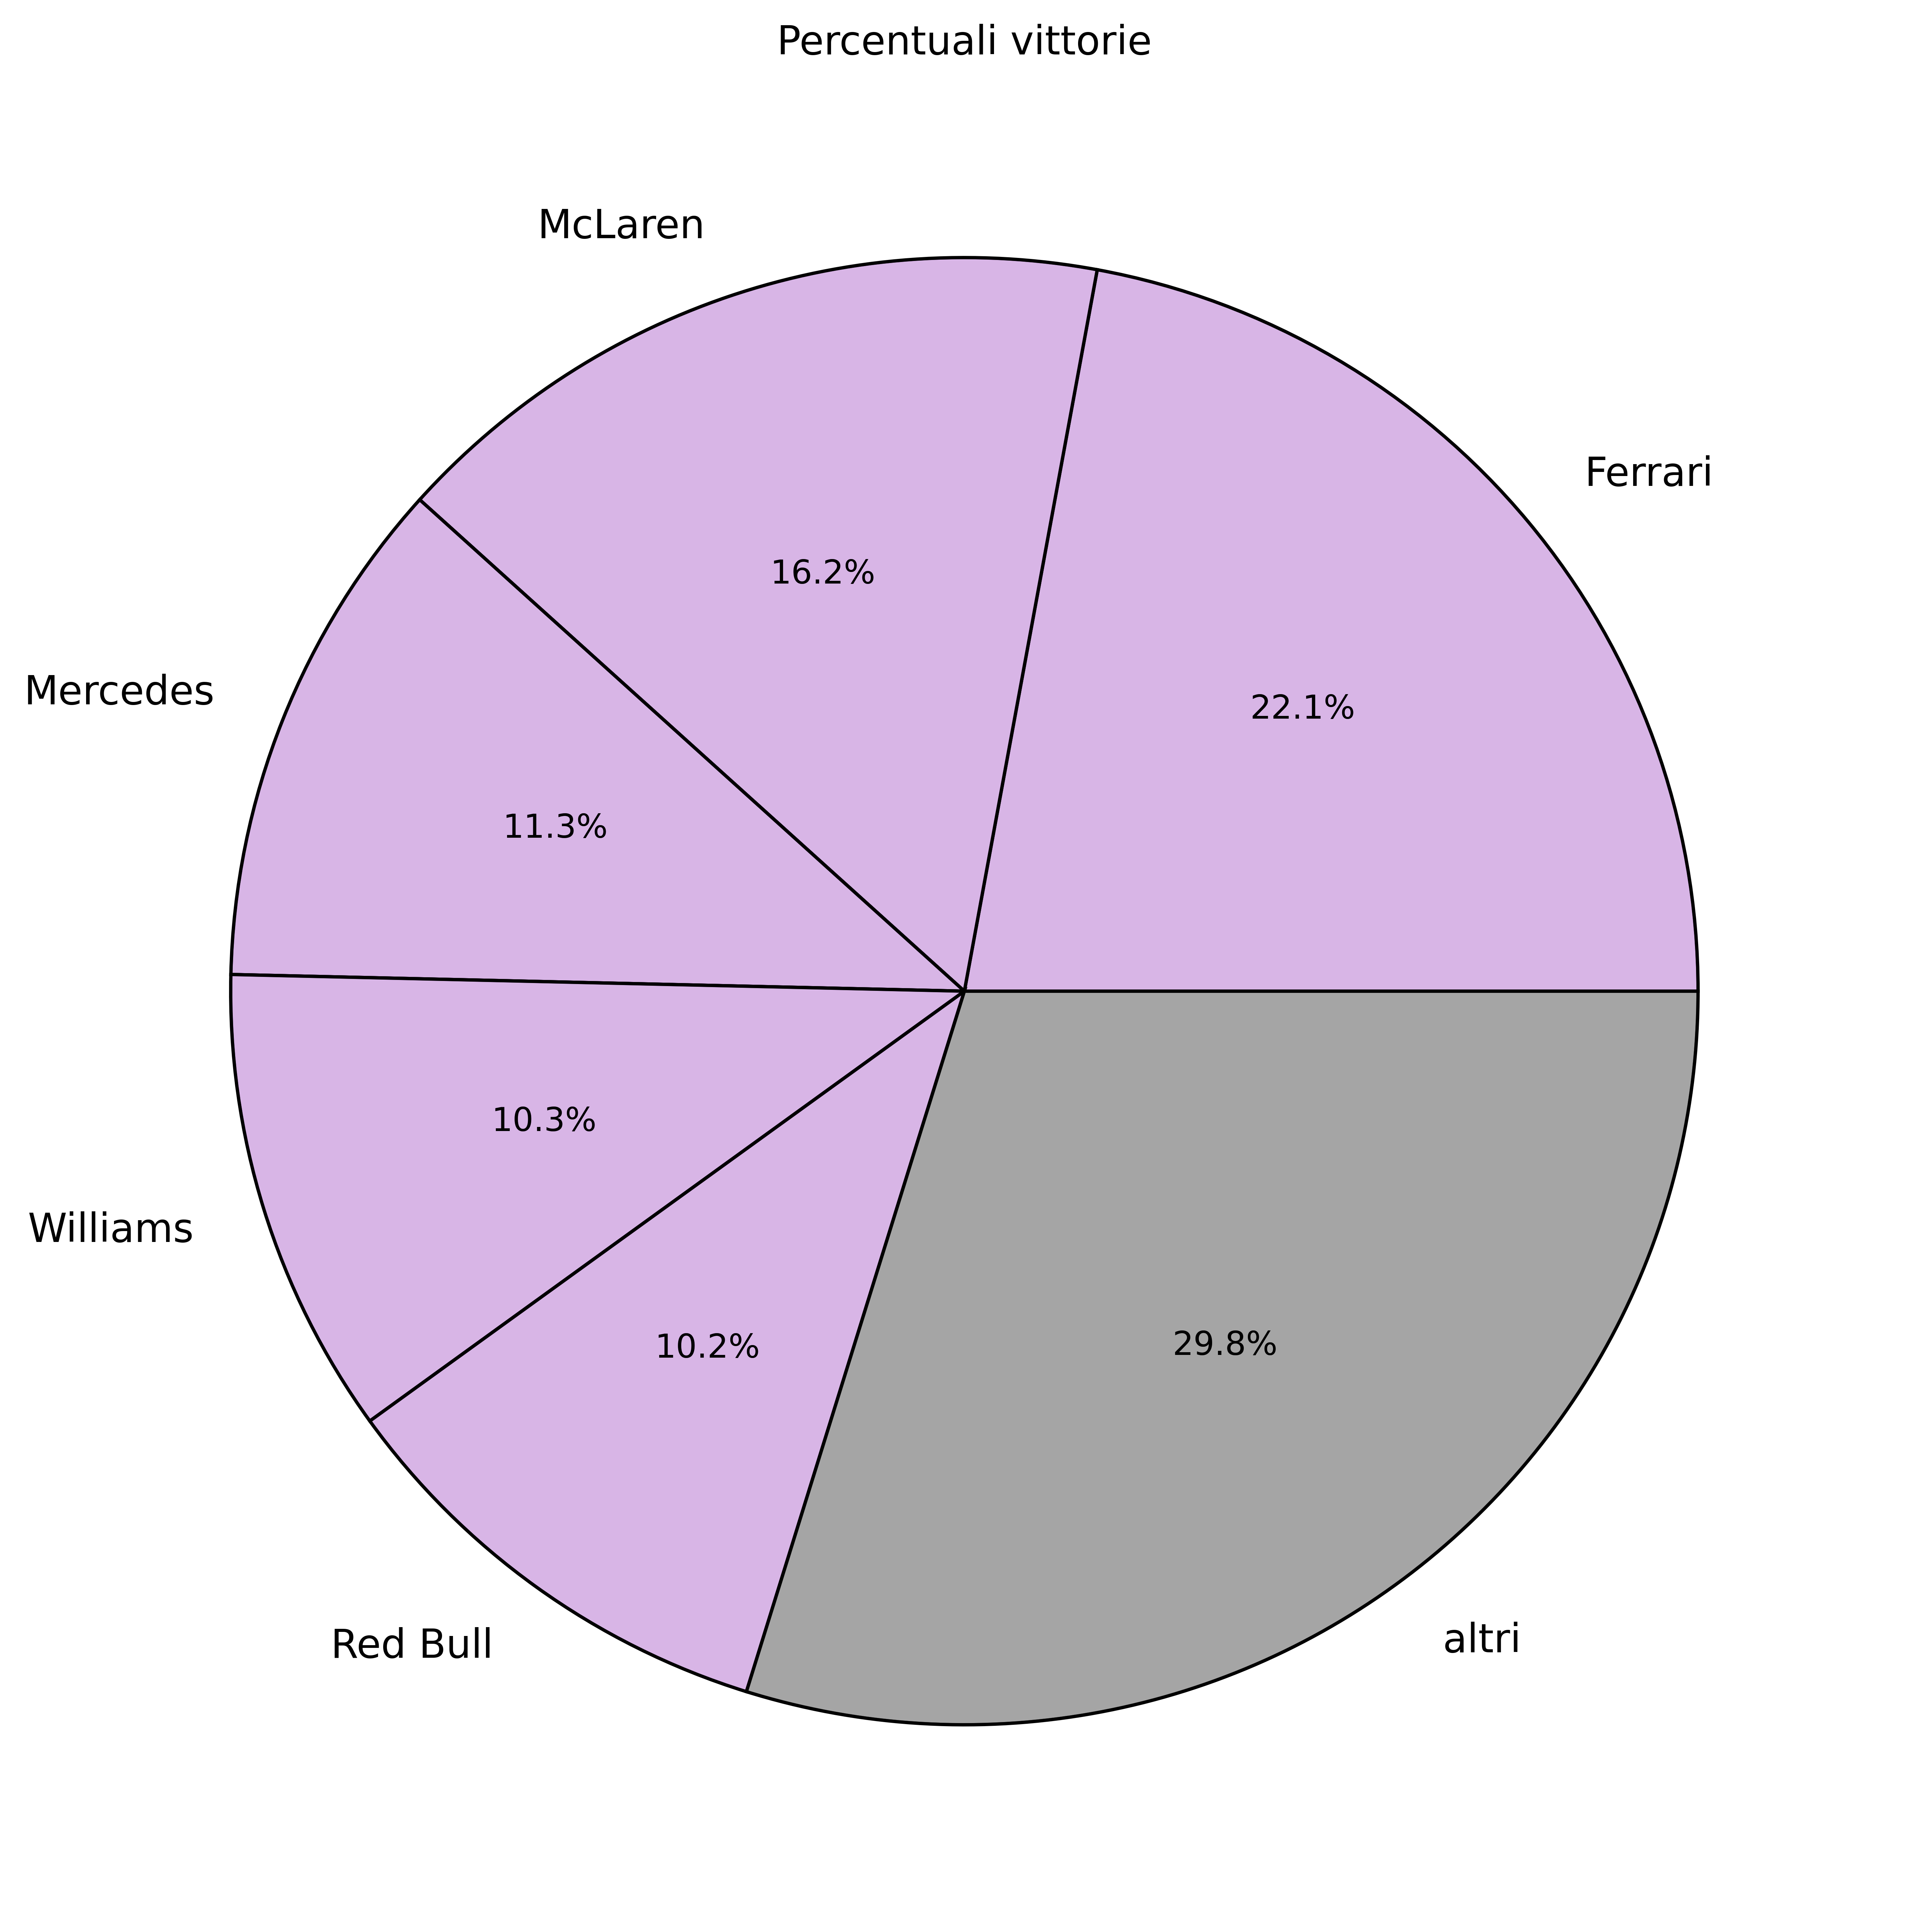 Percentuali vittorie
McLaren
Ferrari
16.2%
22.1%
Mercedes
11.3%
10.3%
Williams
10.2%
29.8%
Red Bull
altri